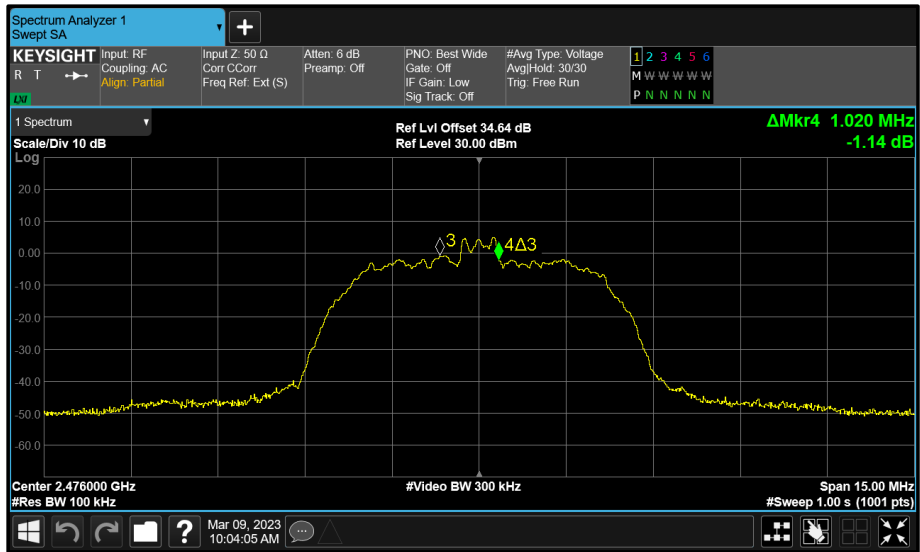 Spectrum Analyzer 1
Swept SA
KEYSIGHT
R T
LXI
Input: RF
Coupling: AC
Align: Partial
Input Z: 50 Ω
Corr CCorr
Freq Ref: Ext (S)
Atten: 6 dB
Preamp: Off
PNO: Best Wide
Gate: Off
IF Gain: Low
Sig Track: Off
#Avg Type: Voltage
Avg|Hold: 30/30
Trig: Free Run
1 2 3 4 5 6
M W W W W W
P N N N N N
1 Spectrum
Scale/Div 10 dB
Ref Lvl Offset 34.64 dB
Ref Level 30.00 dBm
ΔMkr4 1.020 MHz
-1.14 dB
Log
20.0
10.0
0.00
-10.0
-20.0
-30.0
-40.0
-50.0
-60.0
3
4Δ3
Center 2.476000 GHz
#Res BW 100 kHz
#Video BW 300 kHz
Span 15.00 MHz
#Sweep 1.00 s (1001 pts)
?
Mar 09, 2023
10:04:05 AM